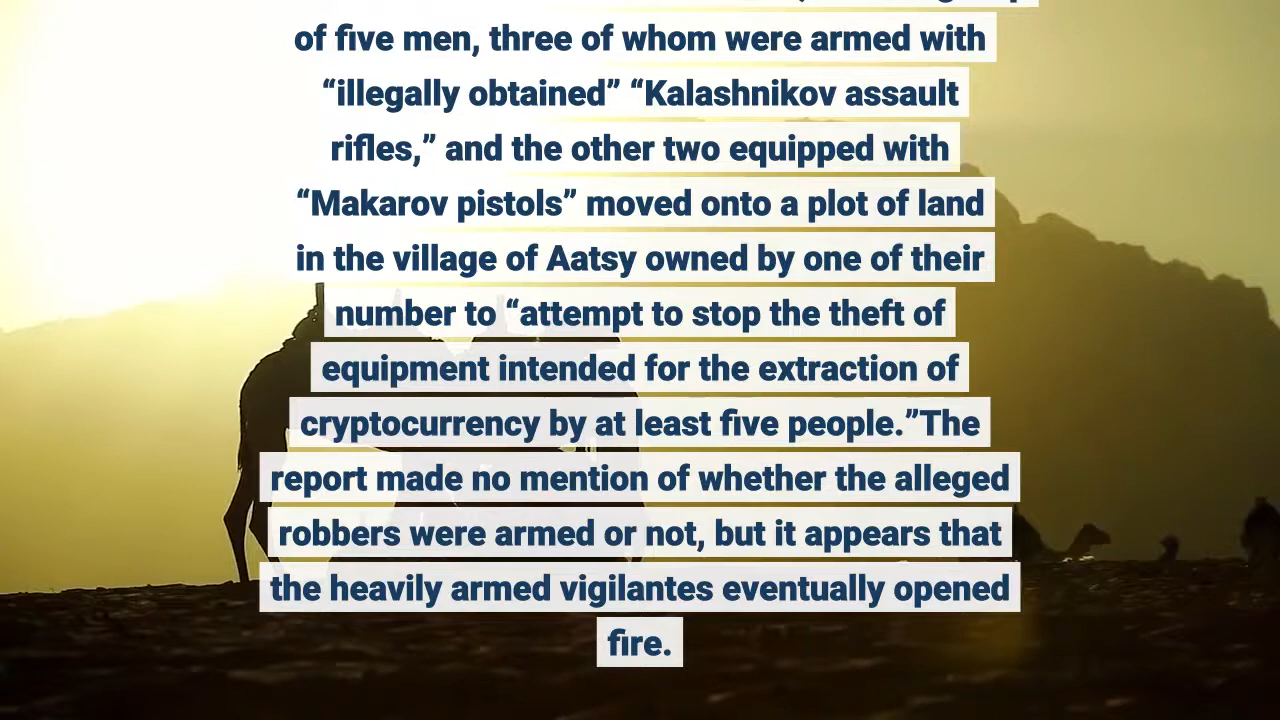 of five men, three of whom were armed with
“illegally obtained” “Kalashnikov assault
rifles,” and the other two equipped with
“Makarov pistols” moved onto a plot of land
in the village of Aatsy owned by one of their
number to “attempt to stop the theft of
equipment intended for the extraction of
cryptocurrency by at least five people.”The
report made no mention of whether the alleged
robbers were armed or not, but it appears that
the heavily armed vigilantes eventually opened
fire.